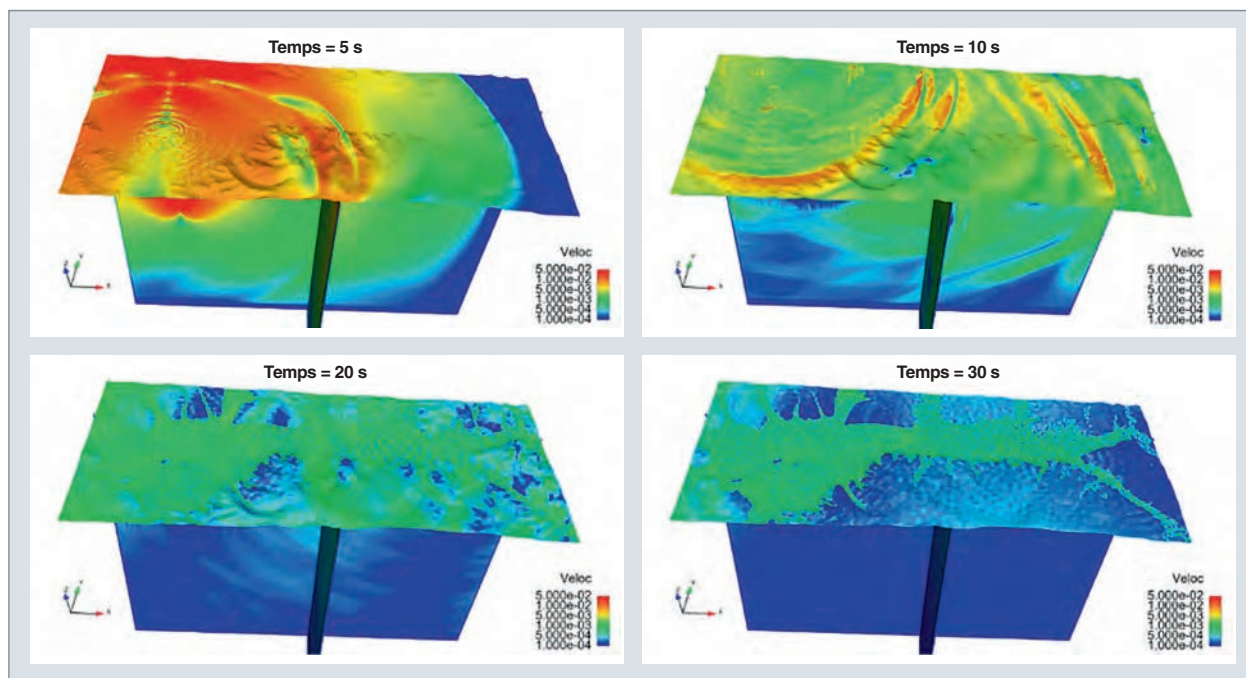 Temps = 5 s
Veloc
5.000e-02
1.000e-02
5.000e-03
1.000e-03
5.000e-04
1.000e-04
Temps = 10 s
Veloc
5.000e-02
1.000e-02
5.000e-03
1.000e-03
5.000e-04
1.000e-04
Temps = 20 s
Veloc
5.000e-02
1.000e-02
5.000e-03
1.000e-03
5.000e-04
1.000e-04
Temps = 30 s
Veloc
5.000e-02
1.000e-02
5.000e-03
1.000e-03
5.000e-04
1.000e-04